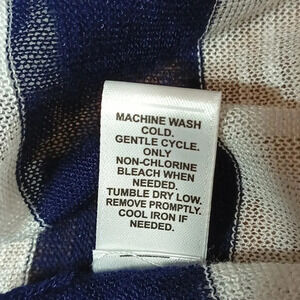 MACHINE WASH
COLD.
GENTLE CYCLE.
ONLY
NON-CHLORINE
BLEACH WHEN
NEEDED.
TUMBLE DRY LOW.
REMOVE PROMPTLY.
COOL IRON IF
NEEDED.